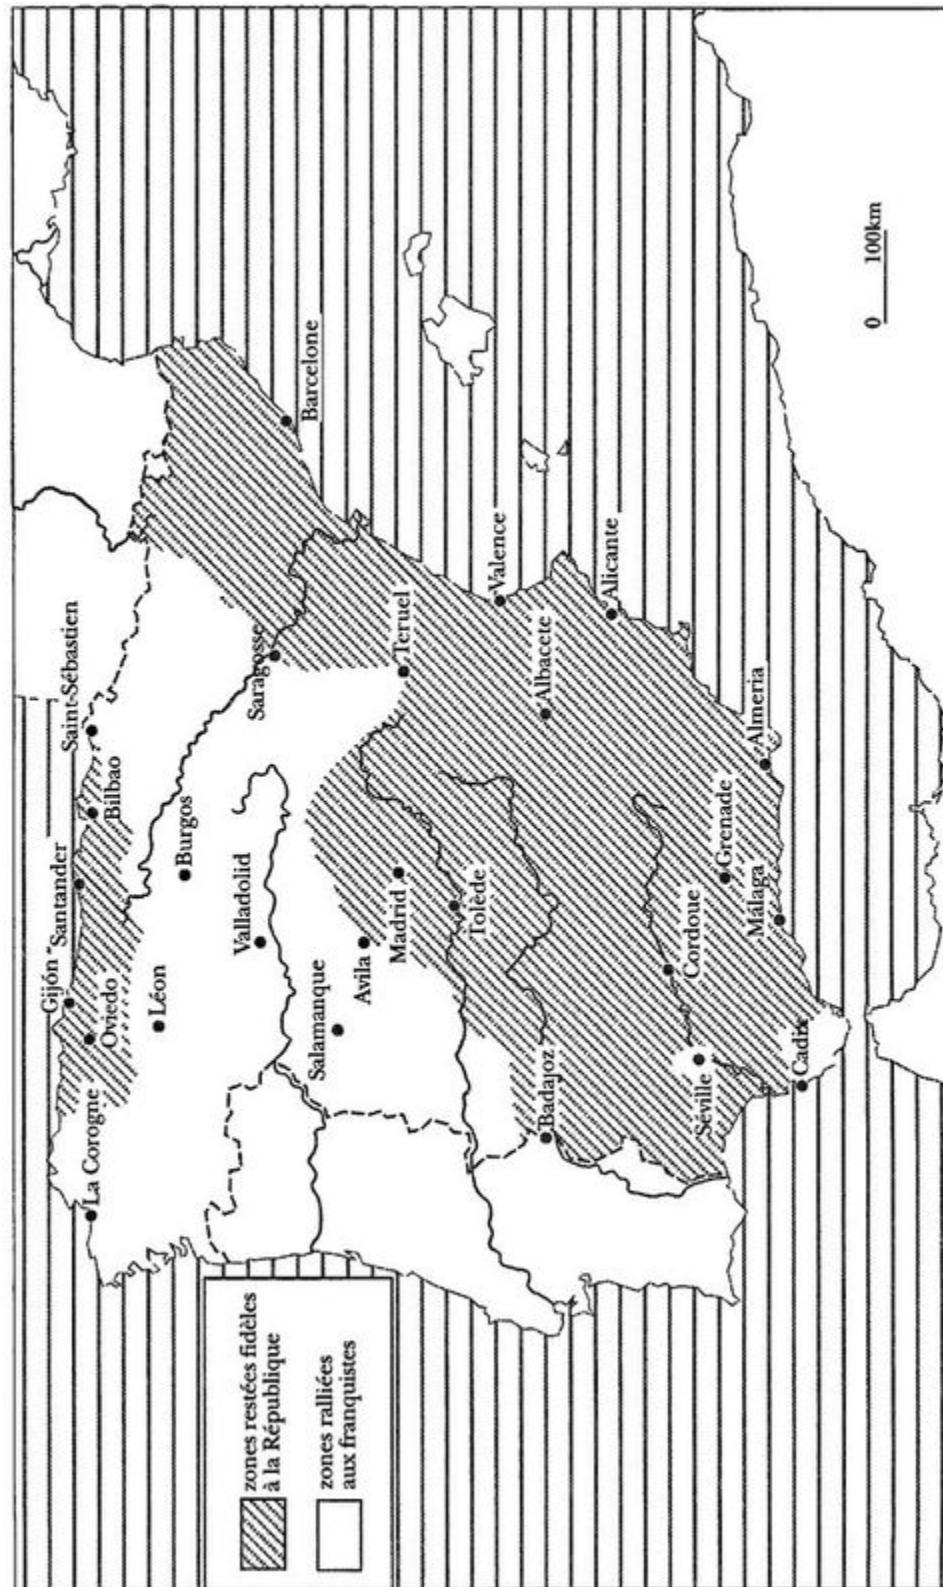 La Corogne
Gijón
Santander
Oviedo
Bilbao
Saint-Sébastien
Léon
Burgos
Valladolid
Saragosse
Barcelone
Salamanque
Avila
Madrid
Teruel
Tolède
Valence
Badajoz
Albacete
Alicante
Cordoue
Séville
Grenade
Almeria
Málaga
Cadix
zones restées fidèles
à la République
zones ralliées
aux franquistes
0 100km